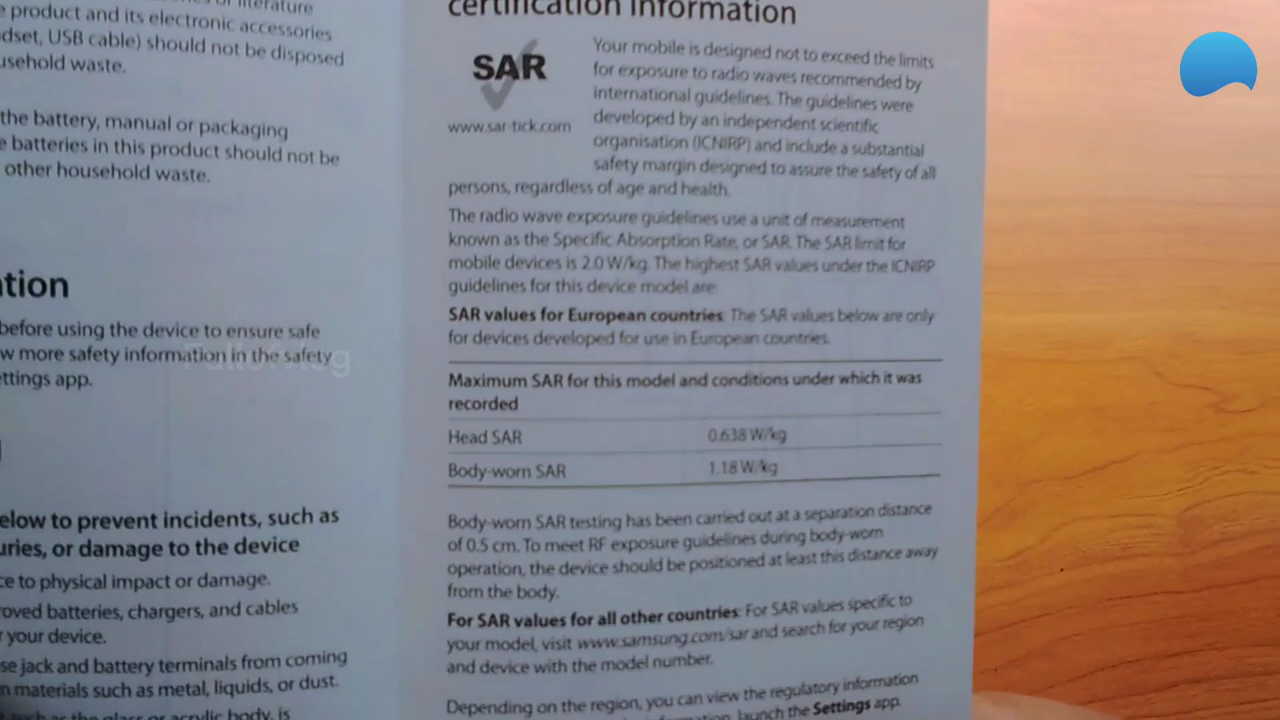 literature
e product and its electronic accessories
dset, USB cable) should not be disposed
usehold waste.
the battery, manual or packaging
e batteries in this product should not be
other household waste.
ation
before using the device to ensure safe
w more safety information in the safety
ettings app.
elow to prevent incidents, such as
uries, or damage to the device
ce to physical impact or damage.
roved batteries, chargers, and cables
r your device.
se jack and battery terminals from coming
n materials such as metal, liquids, or dust.
such as the glass or acrylic body, is
certification information
SAR
www.sar-tick.com
Your mobile is designed not to exceed the limits
for exposure to radio waves recommended by
international guidelines. The guidelines were
developed by an independent scientific
organisation (ICNIRP) and include a substantial
safety margin designed to assure the safety of all
persons, regardless of age and health.
The radio wave exposure guidelines use a unit of measurement
known as the Specific Absorption Rate, or SAR. The SAR limit for
mobile devices is 2.0 W/kg. The highest SAR values under the ICNIRP
guidelines for this device model are:
SAR values for European countries: The SAR values below are only
for devices developed for use in European countries.
Maximum SAR for this model and conditions under which it was
recorded
Head SAR 0.638 W/kg
Body-worn SAR 1.18 W/kg
Body-worn SAR testing has been carried out at a separation distance
of 0.5 cm. To meet RF exposure guidelines during body-worn
operation, the device should be positioned at least this distance away
from the body.
For SAR values for all other countries: For SAR values specific to
your model, visit www.samsung.com/sar and search for your region
and device with the model number.
Depending on the region, you can view the regulatory information
launch the Settings app.